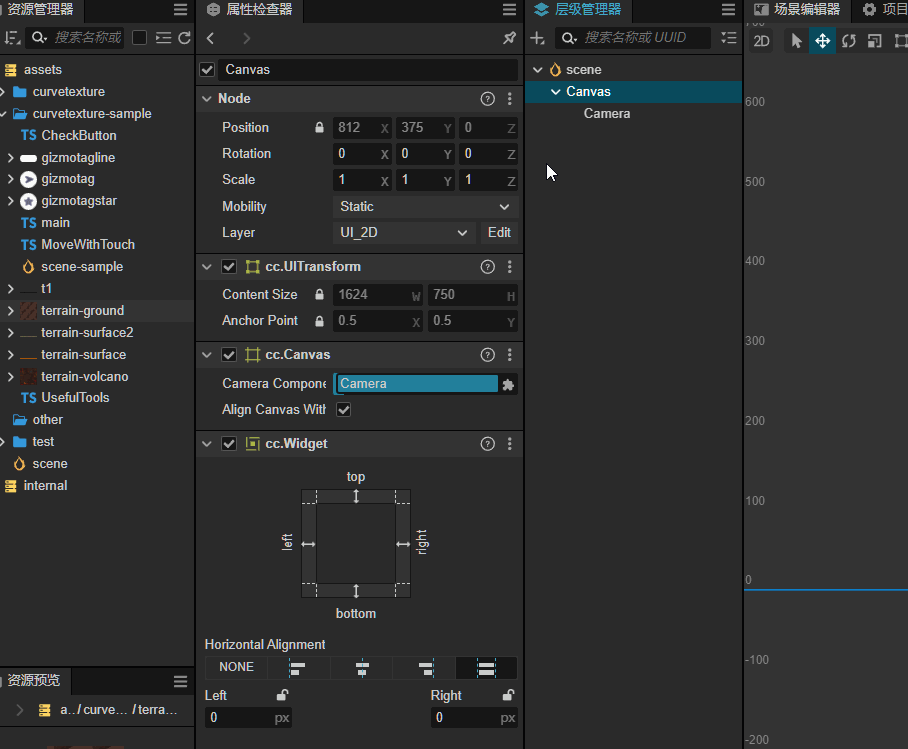 资源管理器
搜索名称或
assets
curvetexture
curvetexture-sample
TS CheckButton
gizmotagline
gizmotag
gizmotagstar
TS main
TS MoveWithTouch
scene-sample
t1
terrain-ground
terrain-surface2
terrain-surface
terrain-volcano
TS UsefulTools
other
test
scene
internal
资源预览
a../ curve... / terra...
属性检查器
Canvas
Node
Position 812 X 375 Y 0 Z
Rotation 0 X 0 Y 0 Z
Scale 1 X 1 Y 1 Z
Mobility Static
Layer UI_2D Edit
cc.UITransform
Content Size 1624 W 750 H
Anchor Point 0.5 X 0.5 Y
cc.Canvas
Camera Compone Camera
Align Canvas With
cc.Widget
top
left
right
bottom
Horizontal Alignment
NONE
Left Right
0 px 0 px
层级管理器
搜索名称或 UUID
scene
Canvas
Camera
场景编辑器 项目
2D
600
500
400
300
200
100
0
-100
-200